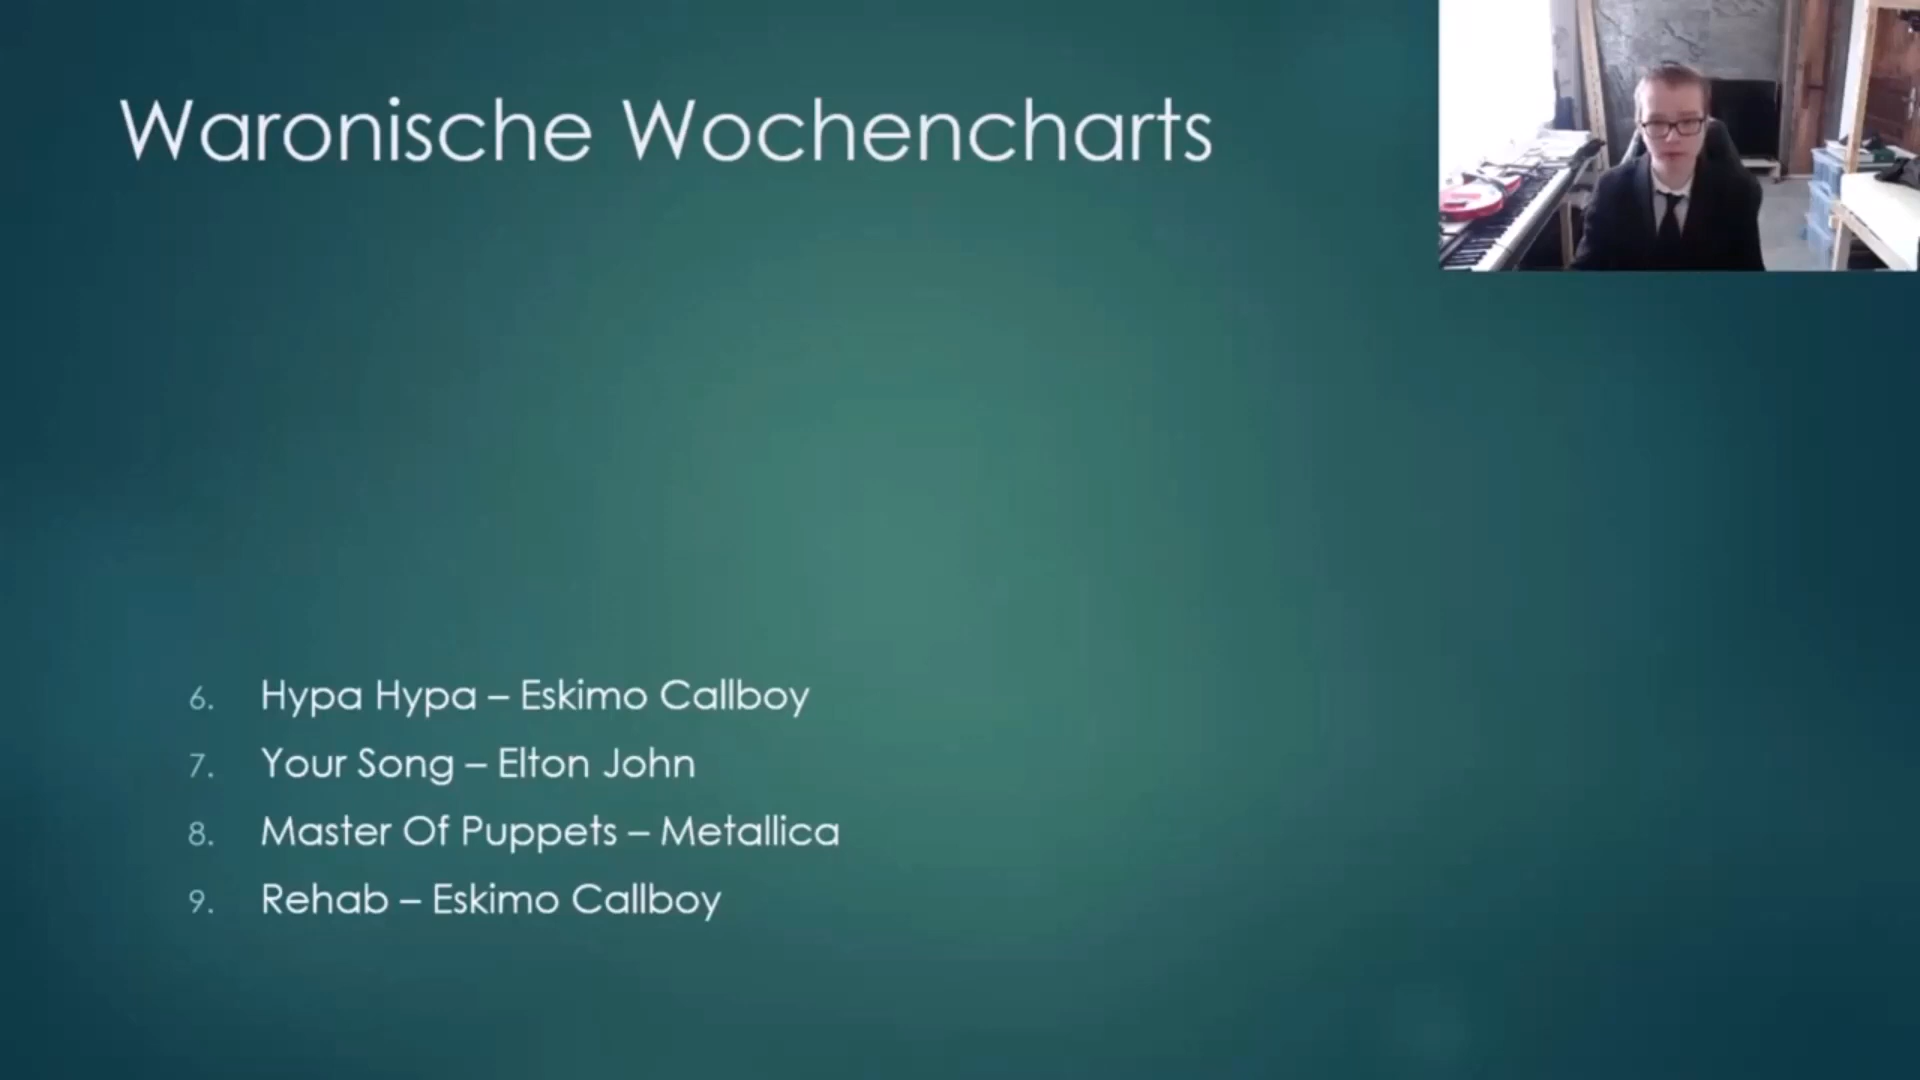 Waronische Wochencharts
6. Hypa Hypa – Eskimo Callboy
7. Your Song – Elton John
8. Master Of Puppets – Metallica
9. Rehab – Eskimo Callboy